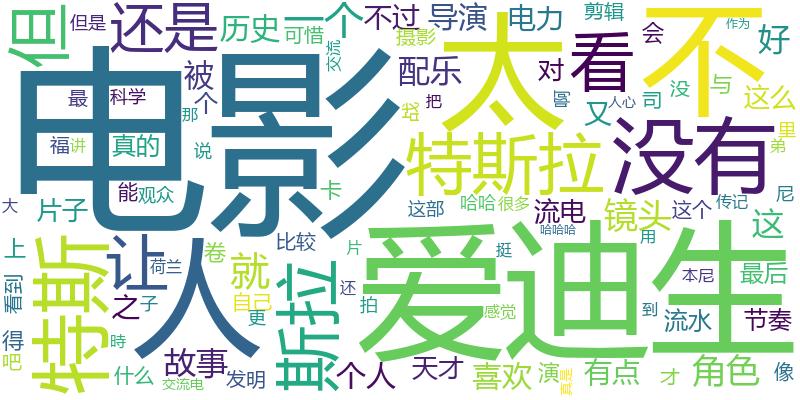 但
但是
还是
历史
可惜
一个
交流
不过
摄影
导演
配乐
电力
剪辑
看
会
不
作为
好
电影
太
对
最
科学
被
个
那
真的
福
讲
说
能
观众
片子
大
卡
特斯拉
没有
又
司
没
与
这么
人心
里
弟
把
这部
哈哈
很多
流电
哈哈哈
镜头
这个
传记
尼
这
用
上
看到
得
吧
特斯
時
什么
让
之
子
荷兰
人
故事
交流电
发明
卷
就
自己
更
比较
斯拉
片
还
拍
个人
爱迪生
挺
感觉
天才
喜欢
演
真是
有点
到
才
流水
角色
本尼
最后
节奏
像